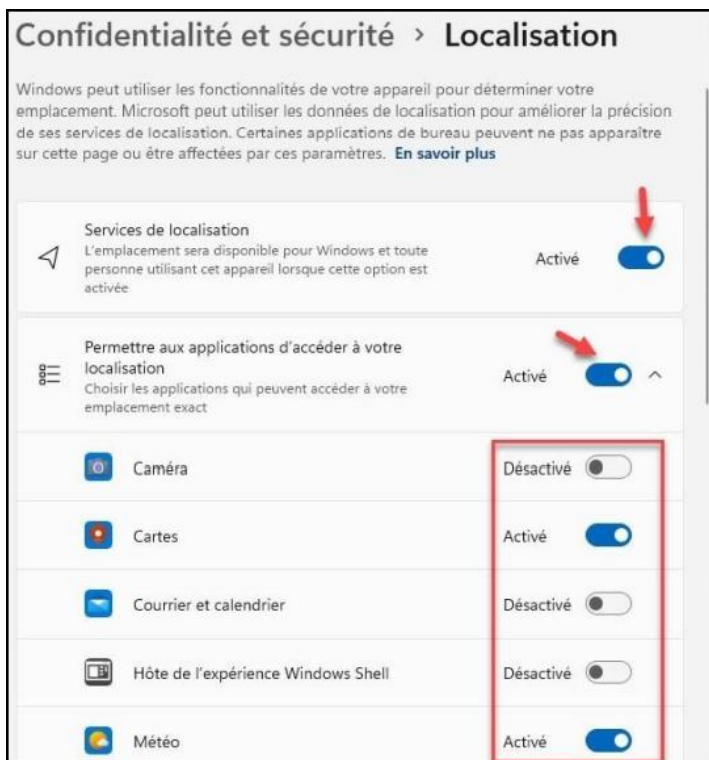 Confidentialité et sécurité > Localisation
Windows peut utiliser les fonctionnalités de votre appareil pour déterminer votre
emplacement. Microsoft peut utiliser les données de localisation pour améliorer la précision
de ses services de localisation. Certaines applications de bureau peuvent ne pas apparaître
sur cette page ou être affectées par ces paramètres. En savoir plus
Services de localisation
L'emplacement sera disponible pour Windows et toute
personne utilisant cet appareil lorsque cette option est
activée
Activé
Permettre aux applications d'accéder à votre
localisation
Choisir les applications qui peuvent accéder à votre
emplacement exact
Activé
Caméra Désactivé
Cartes Activé
Courrier et calendrier Désactivé
Hôte de l'expérience Windows Shell Désactivé
Météo Activé